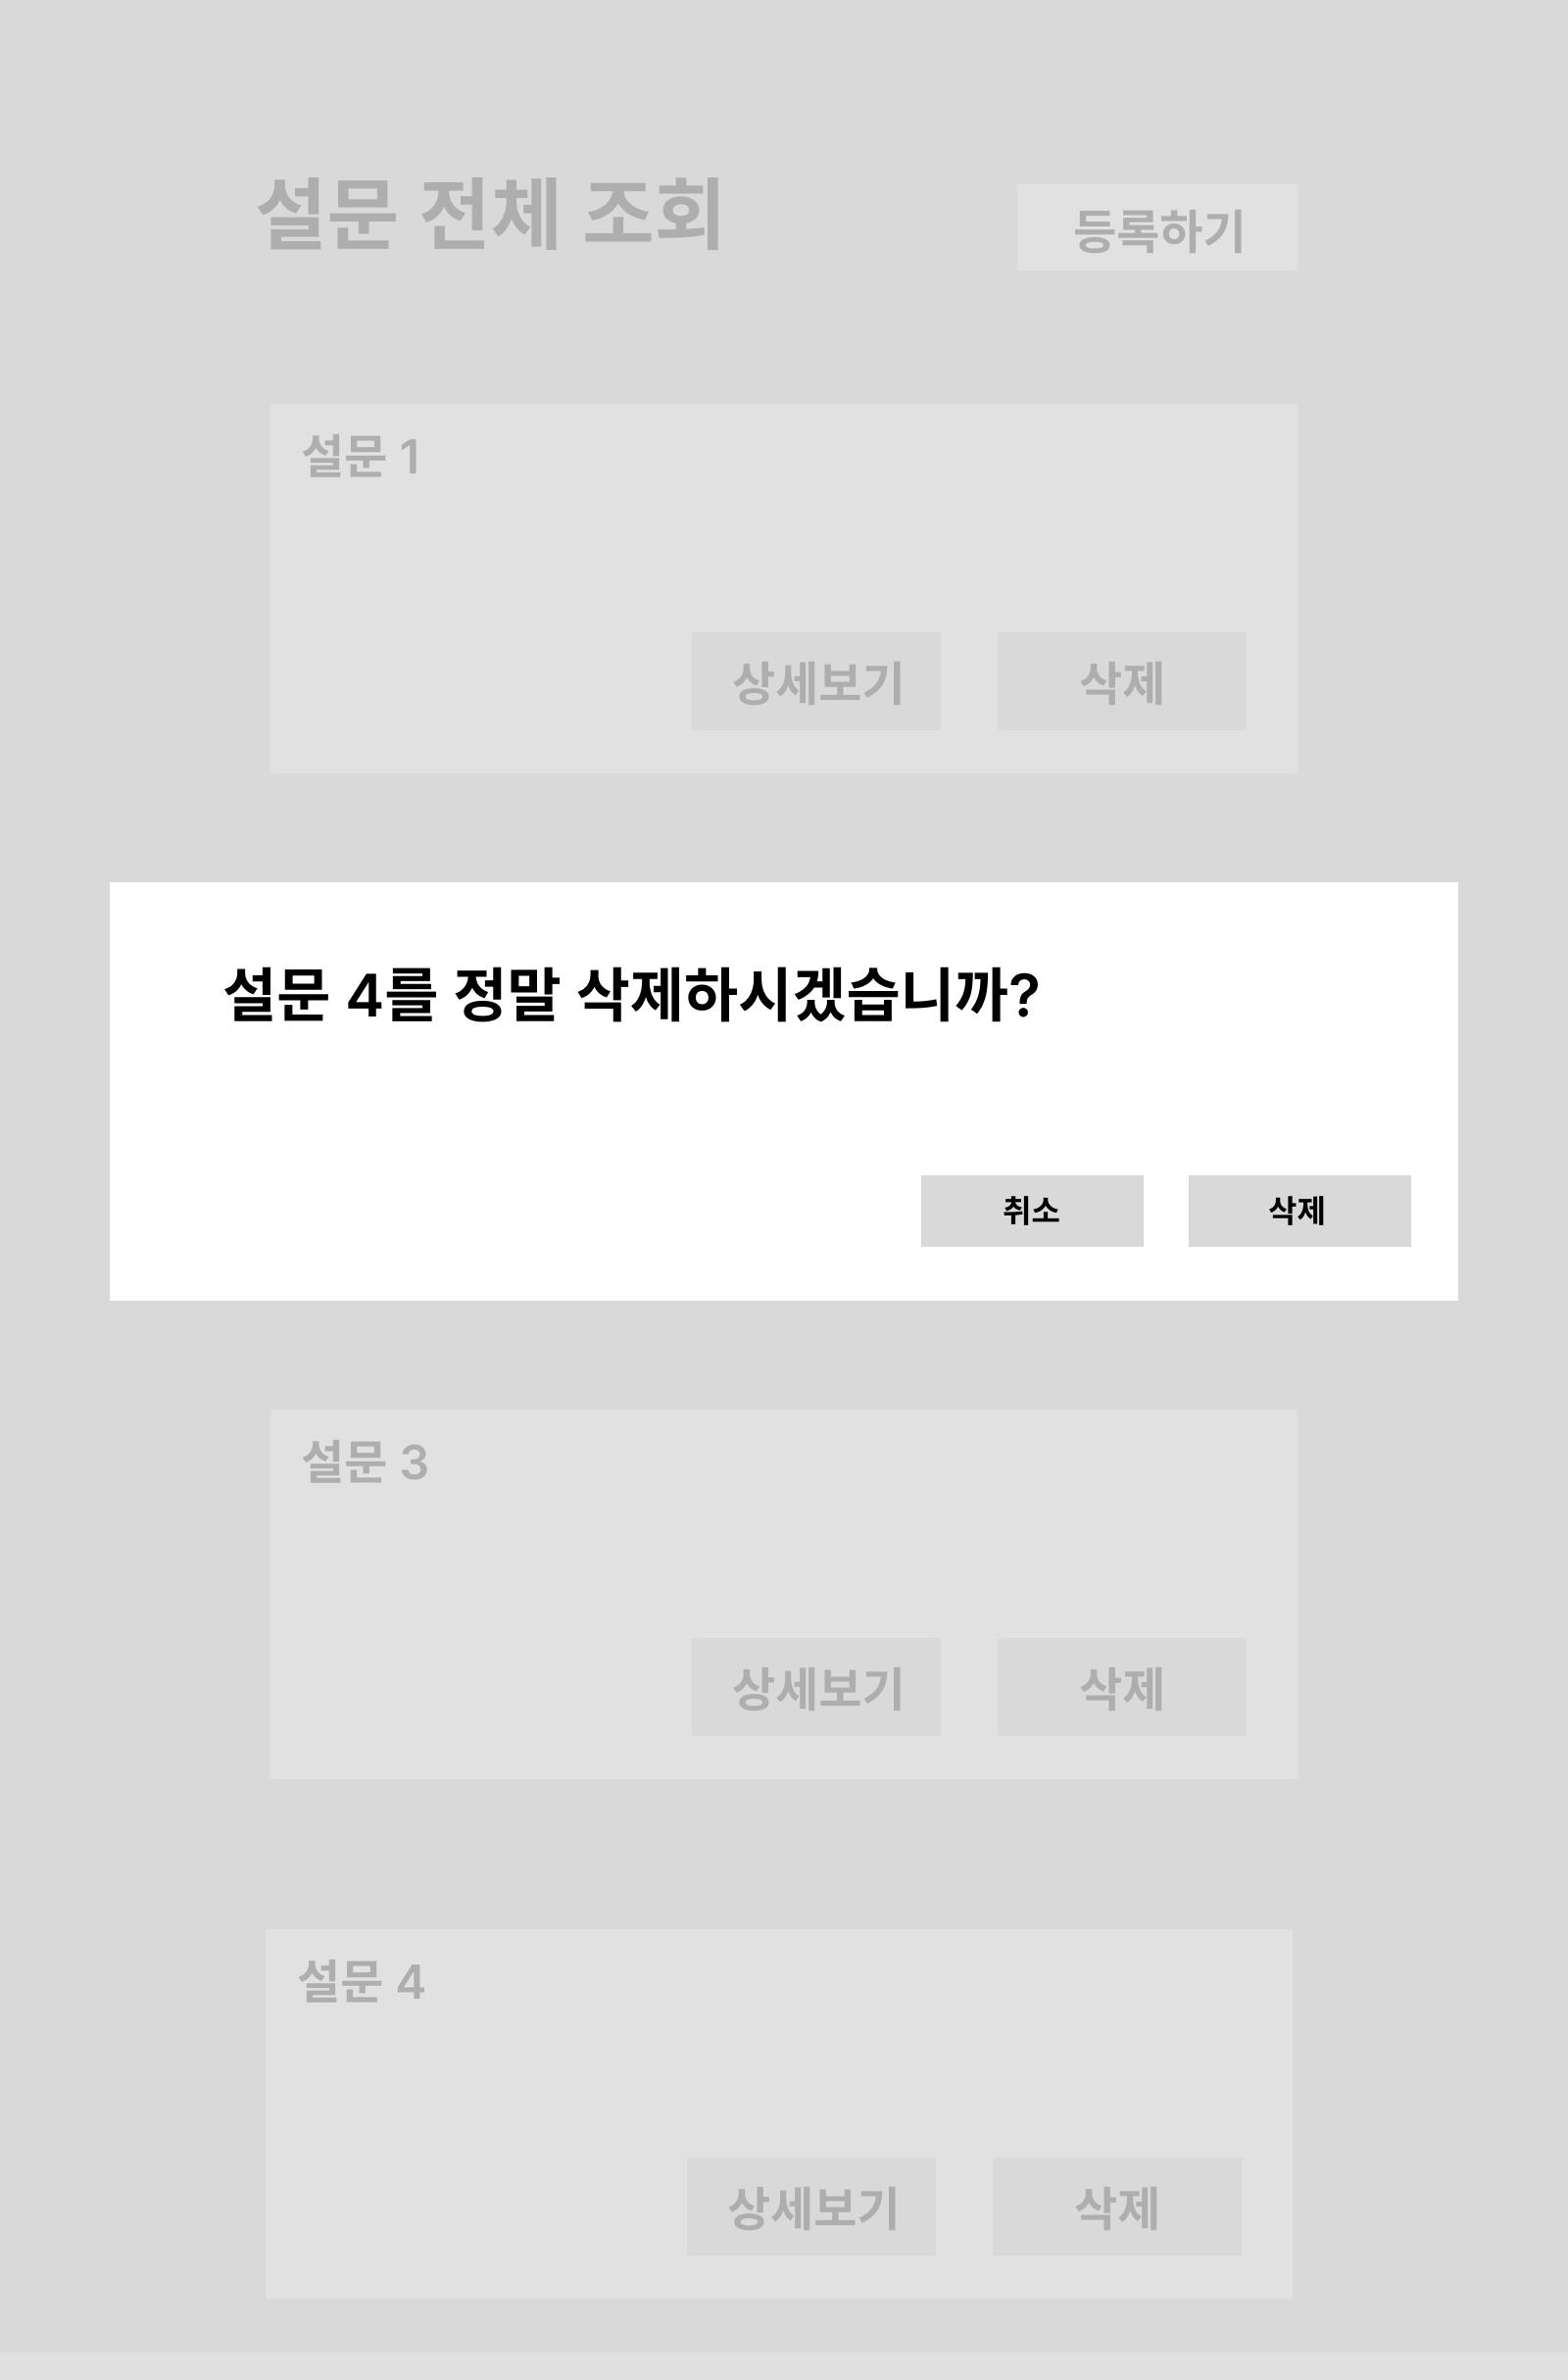 설문 전체 조회
등록하기
설문 1
상세보기
삭제
설문 4를 정말 삭제하시겠습니까?
취소
삭제
설문 3
상세보기
삭제
설문 4
상세보기
삭제